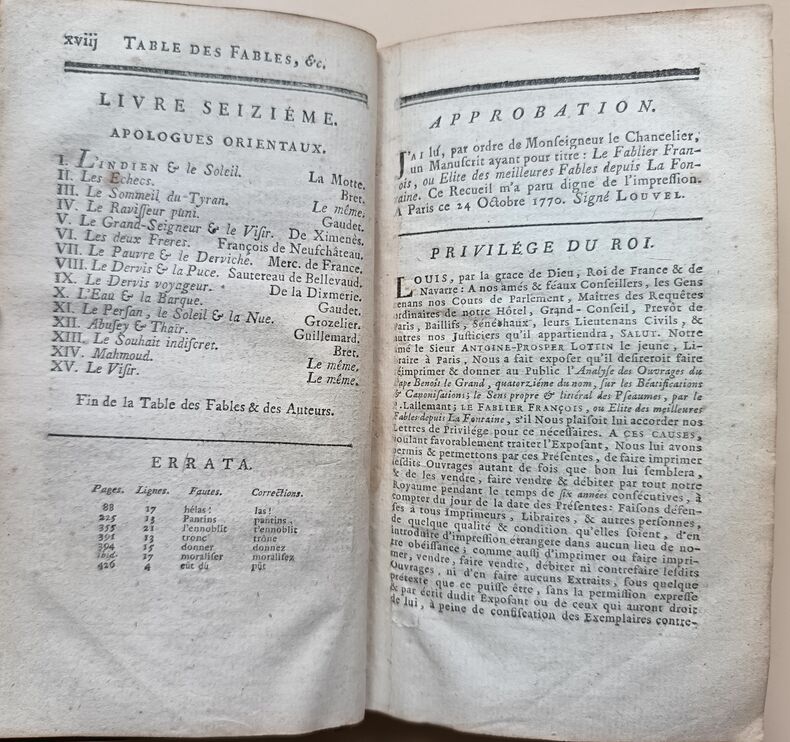 xviij TABLE DES FABLES, &c.
LIVRE SEIZIÉME.
APOLOGUES ORIENTAUX.
I. L'INDIEN & le Soleil. La Motte.
II. Les Echecs. Bret.
III. Le Sommeil du Tyran. Le même.
IV. Le Raviſſeur puni. Gaudet.
V. Le Grand-Seigneur & le Viſir. De Ximenès.
VI. Les deux Freres. François de Neufchâteau.
VII. Le Pauvre & le Derviche. Merc. de France.
VIII. Le Dervis & la Puce. Sautereau de Bellevaud.
IX. Le Dervis voyageur. De la Dixmerie.
X. L'Eau & la Barque. Gaudet.
XI. Le Perſan, le Soleil & la Nue. Grozelier.
XII. Abuſey & Thaïr. Guillemard.
XIII. Le Souhait indiſcret. Bret.
XIV. Mahmoud. Le même.
XV. Le Viſir. Le même.
Fin de la Table des Fables & des Auteurs.
ERRATA.
Pages. Lignes. Fautes. Corrections.
88 17 hélas! las!
225 13 Pantins pantins.
355 21 l'ennoblit t'ennoblit
391 13 tronc trône
394 15 donner donnez
ibid. 17 moraliſer moraliſez
426 4 eût dû pût
APPROBATION.
J'AI lu, par ordre de Monſeigneur le Chancelier,
un Manuſcrit ayant pour titre : Le Fablier Fran-
çois, ou Elite des meilleures Fables depuis La Fon-
taine. Ce Recueil m'a paru digne de l'impreſſion.
A Paris ce 24 Octobre 1770. Signé LOUVEL.
PRIVILÉGE DU ROI.
LOUIS, par la grace de Dieu, Roi de France & de
Navarre : A nos amés & féaux Conſeillers, les Gens
tenans nos Cours de Parlement, Maîtres des Requêtes
ordinaires de notre Hôtel, Grand-Conſeil, Prevôt de
Paris, Baillifs, Sénéchaux, leurs Lieutenans Civils, &
autres nos Juſticiers qu'il appartiendra, SALUT. Notre
amé le Sieur ANTOINE-PROSPER LOTTIN le jeune, Li-
braire à Paris, Nous a fait expoſer qu'il deſireroit faire
imprimer & donner au Public l'Analyſe des Ouvrages du
Pape Benoît le Grand, quatorziéme du nom, ſur les Béatifications
& Canoniſations; le Sens propre & littéral des Pſeaumes, par le
P. Lallemant; LE FABLIER FRANÇOIS, ou Elite des meilleures
Fables depuis La Fontaine, s'il Nous plaiſoit lui accorder nos
Lettres de Privilége pour ce néceſſaires. A CES CAUSES,
voulant favorablement traiter l'Expoſant, Nous lui avons
permis & permettons par ces Préſentes, de faire imprimer
leſdits Ouvrages autant de fois que bon lui ſemblera,
& de les vendre, faire vendre & débiter par tout notre
Royaume pendant le temps de ſix années conſécutives, à
compter du jour de la date des Préſentes: Faiſons défen-
ſes à tous Imprimeurs, Libraires, & autres perſonnes,
de quelque qualité & condition qu'elles ſoient, d'en
introduire d'impreſſion étrangere dans aucun lieu de no-
tre obéiſſance; comme auſſi d'imprimer ou faire impri-
mer, vendre, faire vendre, débiter ni contrefaire leſdits
Ouvrages, ni d'en faire aucuns Extraits, ſous quelque
prétexte que ce puiſſe être, ſans la permiſſion expreſſe
& par écrit dudit Expoſant ou de ceux qui auront droit
de lui, à peine de confiſcation des Exemplaires contre-